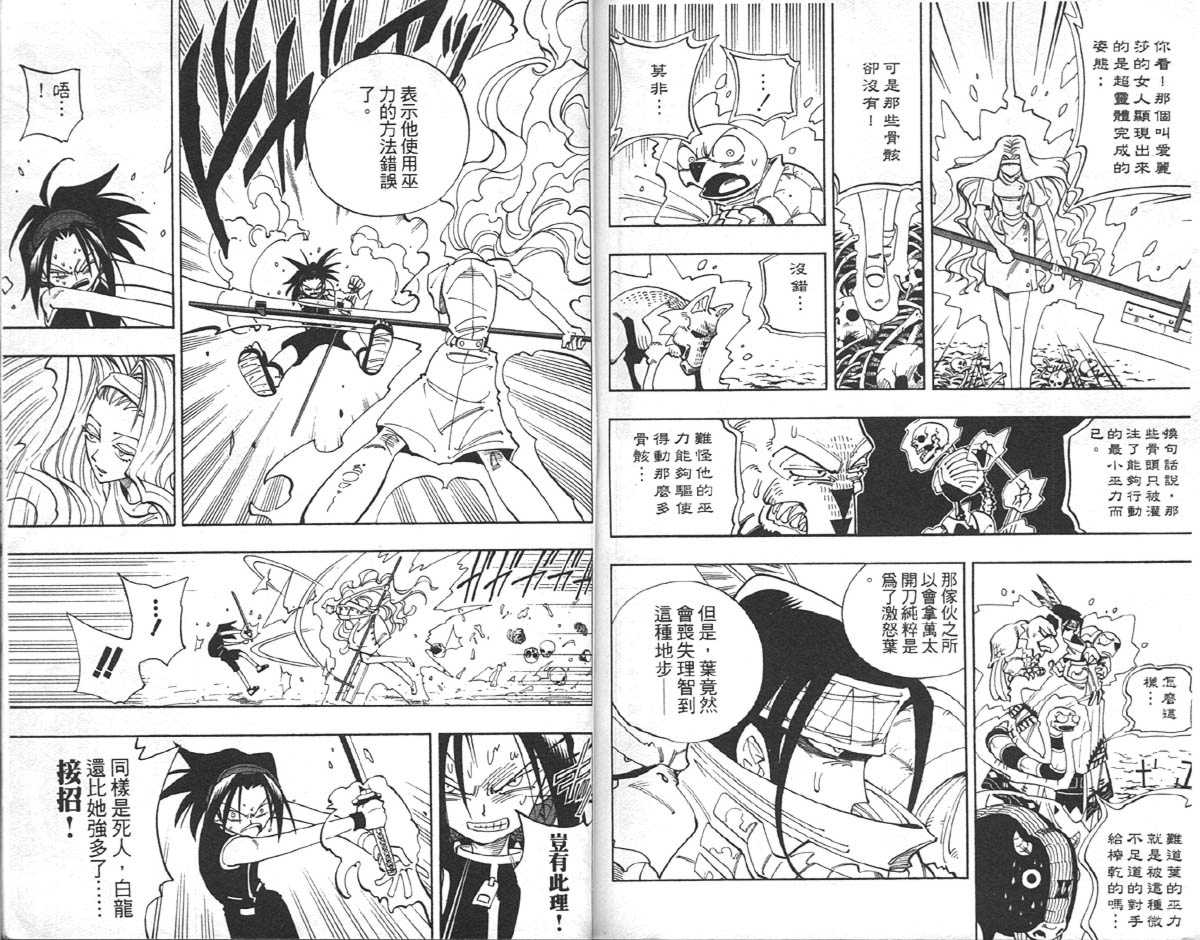 你看！那個叫愛麗
莎的女人顯現出來
的是超靈體完成的
姿態…
可是那些骨骸
卻沒有！
…！
莫非…
沒錯…
換句話說，那
些骨頭只被灌
注了能夠行動
的最小巫力而
已。
難怪他的巫
力能夠驅使
得動那麼多
骨骸…
怎麼這
樣…
難道葉的巫力
就是被這種微
不足道的對手
給榨乾的嗎…
那傢伙之所
以會拿萬太
開刀純粹是
為了激怒葉
。
但是，葉竟然
會喪失理智到
這種地步──
表示他使用巫
力的方法錯誤
了。
唔…
！
…！
!!
豈有此理！
同樣是死人，白龍
還比她強多了……
接招！